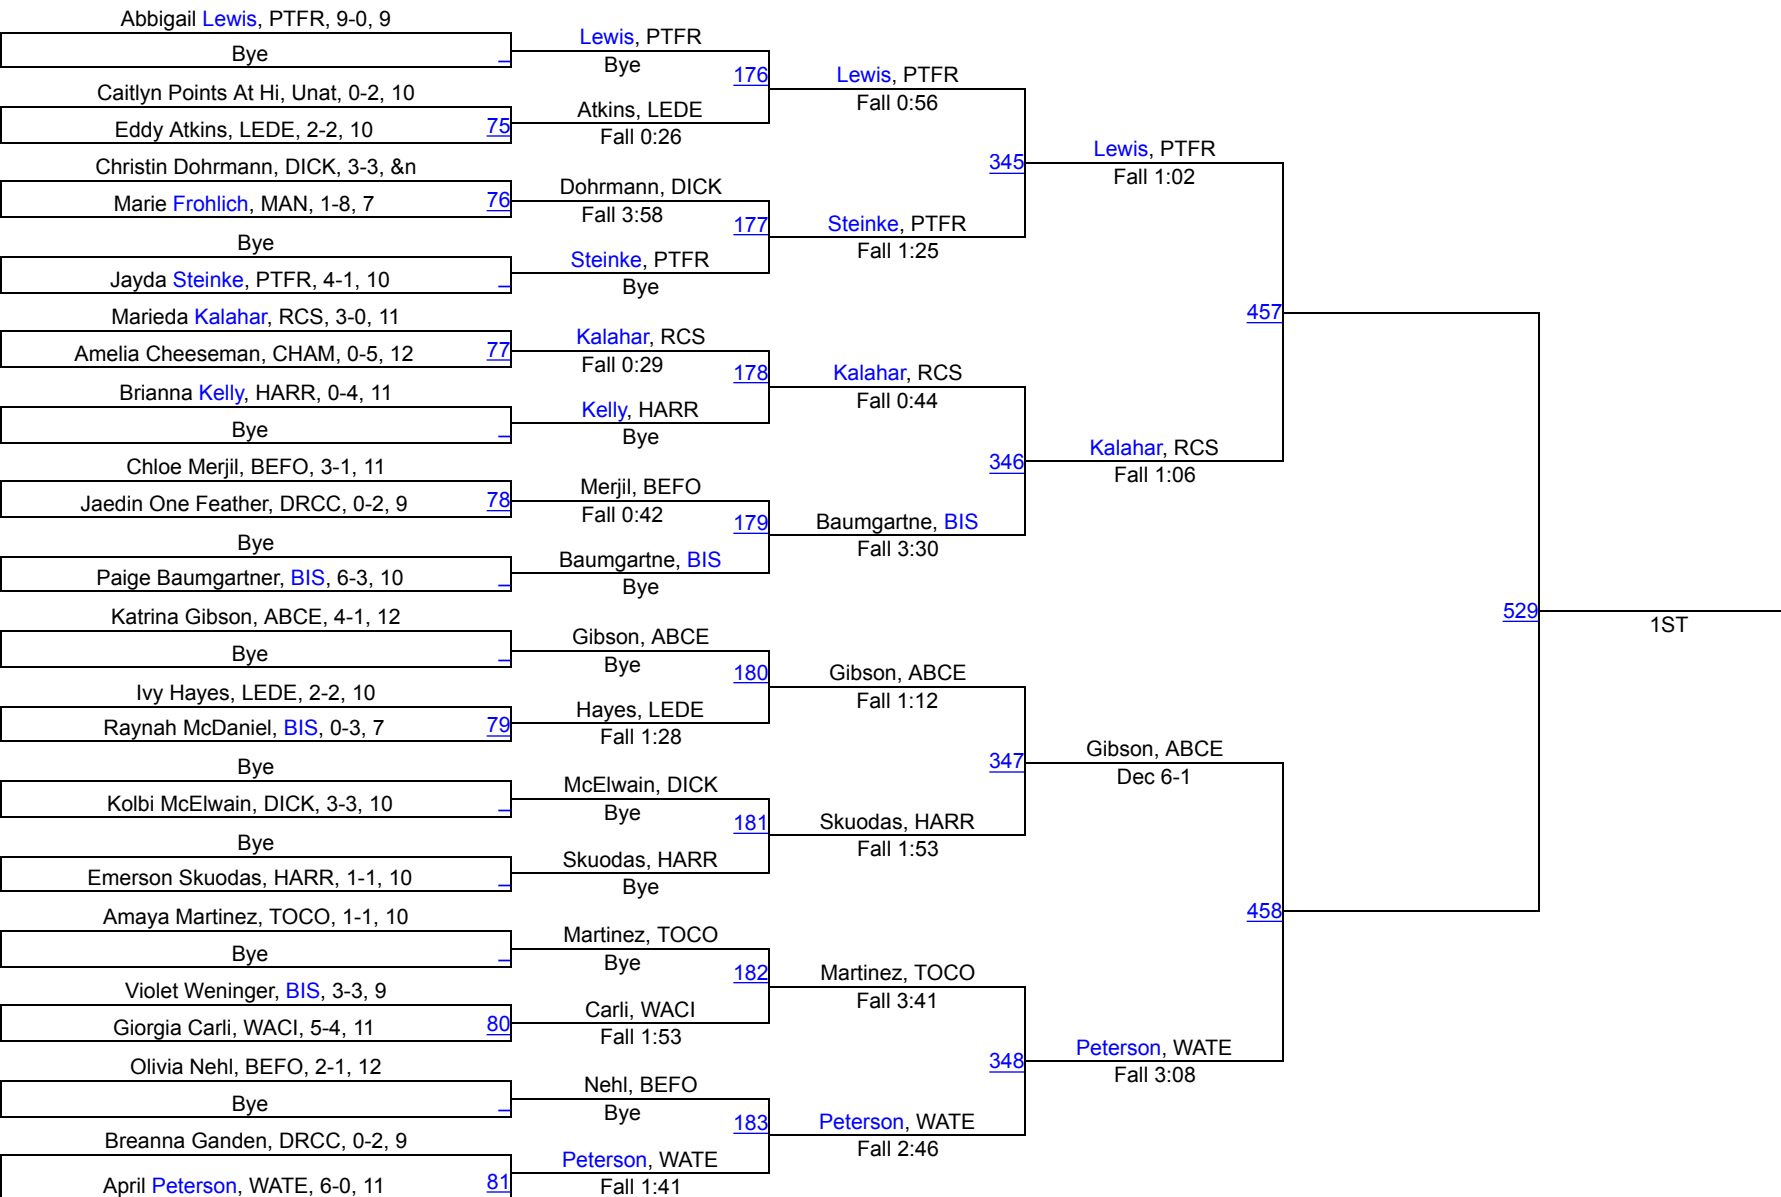 Abbigail Lewis, PTFR, 9-0, 9
Bye
Caitlyn Points At Hi, Unat, 0-2, 10
Eddy Atkins, LEDE, 2-2, 10
75
Christin Dohrmann, DICK, 3-3, &n
Marie Frohlich, MAN, 1-8, 7
76
Bye
Jayda Steinke, PTFR, 4-1, 10
Marieda Kalahar, RCS, 3-0, 11
Amelia Cheeseman, CHAM, 0-5, 12
77
Brianna Kelly, HARR, 0-4, 11
Bye
Chloe Merjil, BEFO, 3-1, 11
Jaedin One Feather, DRCC, 0-2, 9
78
Bye
Paige Baumgartner, BIS, 6-3, 10
Katrina Gibson, ABCE, 4-1, 12
Bye
Ivy Hayes, LEDE, 2-2, 10
Raynah McDaniel, BIS, 0-3, 7
79
Bye
Kolbi McElwain, DICK, 3-3, 10
Bye
Emerson Skuodas, HARR, 1-1, 10
Amaya Martinez, TOCO, 1-1, 10
Bye
Violet Weninger, BIS, 3-3, 9
Giorgia Carli, WACI, 5-4, 11
80
Olivia Nehl, BEFO, 2-1, 12
Bye
Breanna Ganden, DRCC, 0-2, 9
April Peterson, WATE, 6-0, 11
81
Lewis, PTFR
Bye
176
Atkins, LEDE
Fall 0:26
Dohrmann, DICK
Fall 3:58
177
Steinke, PTFR
Bye
Kalahar, RCS
Fall 0:29
178
Kelly, HARR
Bye
Merjil, BEFO
Fall 0:42
179
Baumgartne, BIS
Bye
Gibson, ABCE
Bye
180
Hayes, LEDE
Fall 1:28
McElwain, DICK
Bye
181
Skuodas, HARR
Bye
Martinez, TOCO
Bye
182
Carli, WACI
Fall 1:53
Nehl, BEFO
Bye
183
Peterson, WATE
Fall 1:41
Lewis, PTFR
Fall 0:56
345
Steinke, PTFR
Fall 1:25
Kalahar, RCS
Fall 0:44
346
Baumgartne, BIS
Fall 3:30
Gibson, ABCE
Fall 1:12
347
Skuodas, HARR
Fall 1:53
Martinez, TOCO
Fall 3:41
348
Peterson, WATE
Fall 2:46
Lewis, PTFR
Fall 1:02
457
Kalahar, RCS
Fall 1:06
Gibson, ABCE
Dec 6-1
458
Peterson, WATE
Fall 3:08
529
1ST